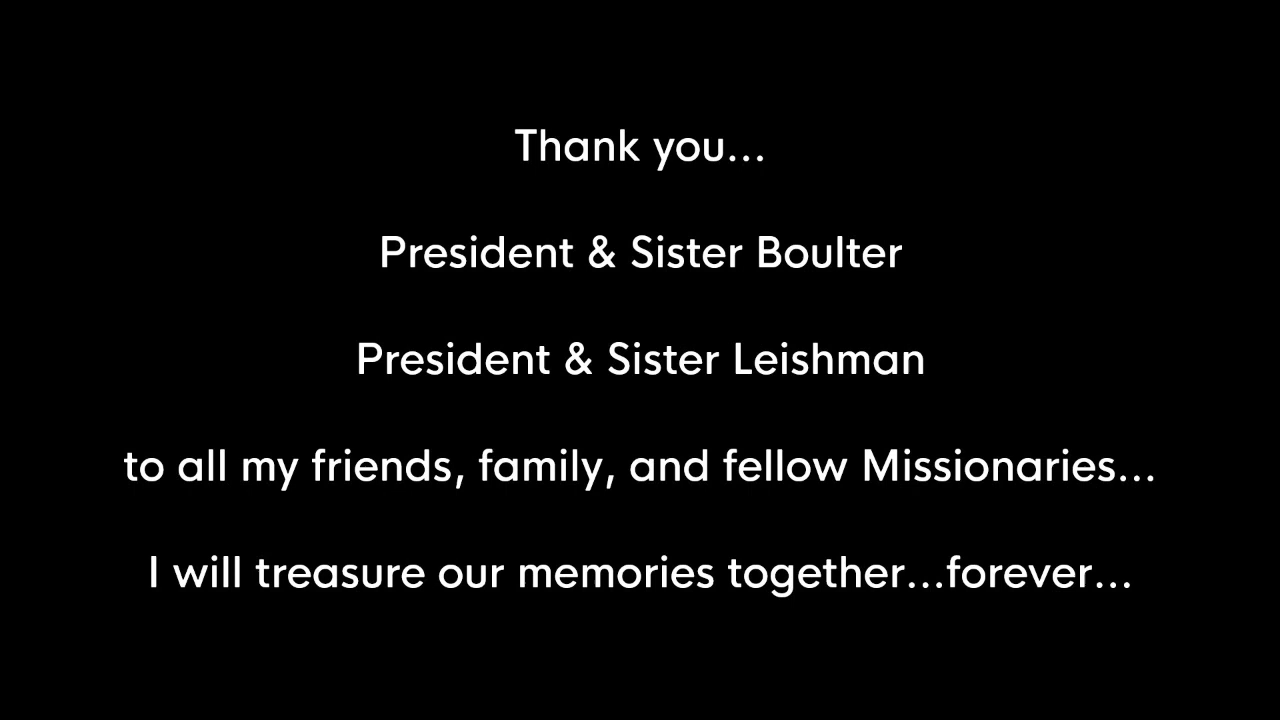 Thank you...
President & Sister Boulter
President & Sister Leishman
to all my friends, family, and fellow Missionaries...
I will treasure our memories together...forever...